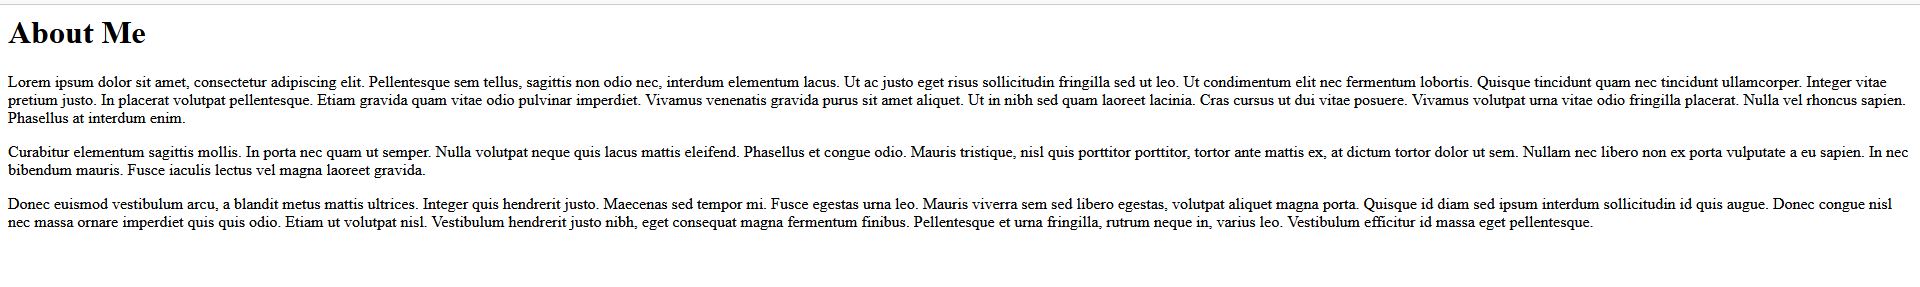 About Me
Lorem ipsum dolor sit amet, consectetur adipiscing elit. Pellentesque sem tellus, sagittis non odio nec, interdum elementum lacus. Ut ac justo eget risus sollicitudin fringilla sed ut leo. Ut condimentum elit nec fermentum lobortis. Quisque tincidunt quam nec tincidunt ullamcorper. Integer vitae
pretium justo. In placerat volutpat pellentesque. Etiam gravida quam vitae odio pulvinar imperdiet. Vivamus venenatis gravida purus sit amet aliquet. Ut in nibh sed quam laoreet lacinia. Cras cursus ut dui vitae posuere. Vivamus volutpat urna vitae odio fringilla placerat. Nulla vel rhoncus sapien.
Phasellus at interdum enim.
Curabitur elementum sagittis mollis. In porta nec quam ut semper. Nulla volutpat neque quis lacus mattis eleifend. Phasellus et congue odio. Mauris tristique, nisl quis porttitor porttitor, tortor ante mattis ex, at dictum tortor dolor ut sem. Nullam nec libero non ex porta vulputate a eu sapien. In nec
bibendum mauris. Fusce iaculis lectus vel magna laoreet gravida.
Donec euismod vestibulum arcu, a blandit metus mattis ultrices. Integer quis hendrerit justo. Maecenas sed tempor mi. Fusce egestas urna leo. Mauris viverra sem sed libero egestas, volutpat aliquet magna porta. Quisque id diam sed ipsum interdum sollicitudin id quis augue. Donec congue nisl
nec massa ornare imperdiet quis quis odio. Etiam ut volutpat nisl. Vestibulum hendrerit justo nibh, eget consequat magna fermentum finibus. Pellentesque et urna fringilla, rutrum neque in, varius leo. Vestibulum efficitur id massa eget pellentesque.